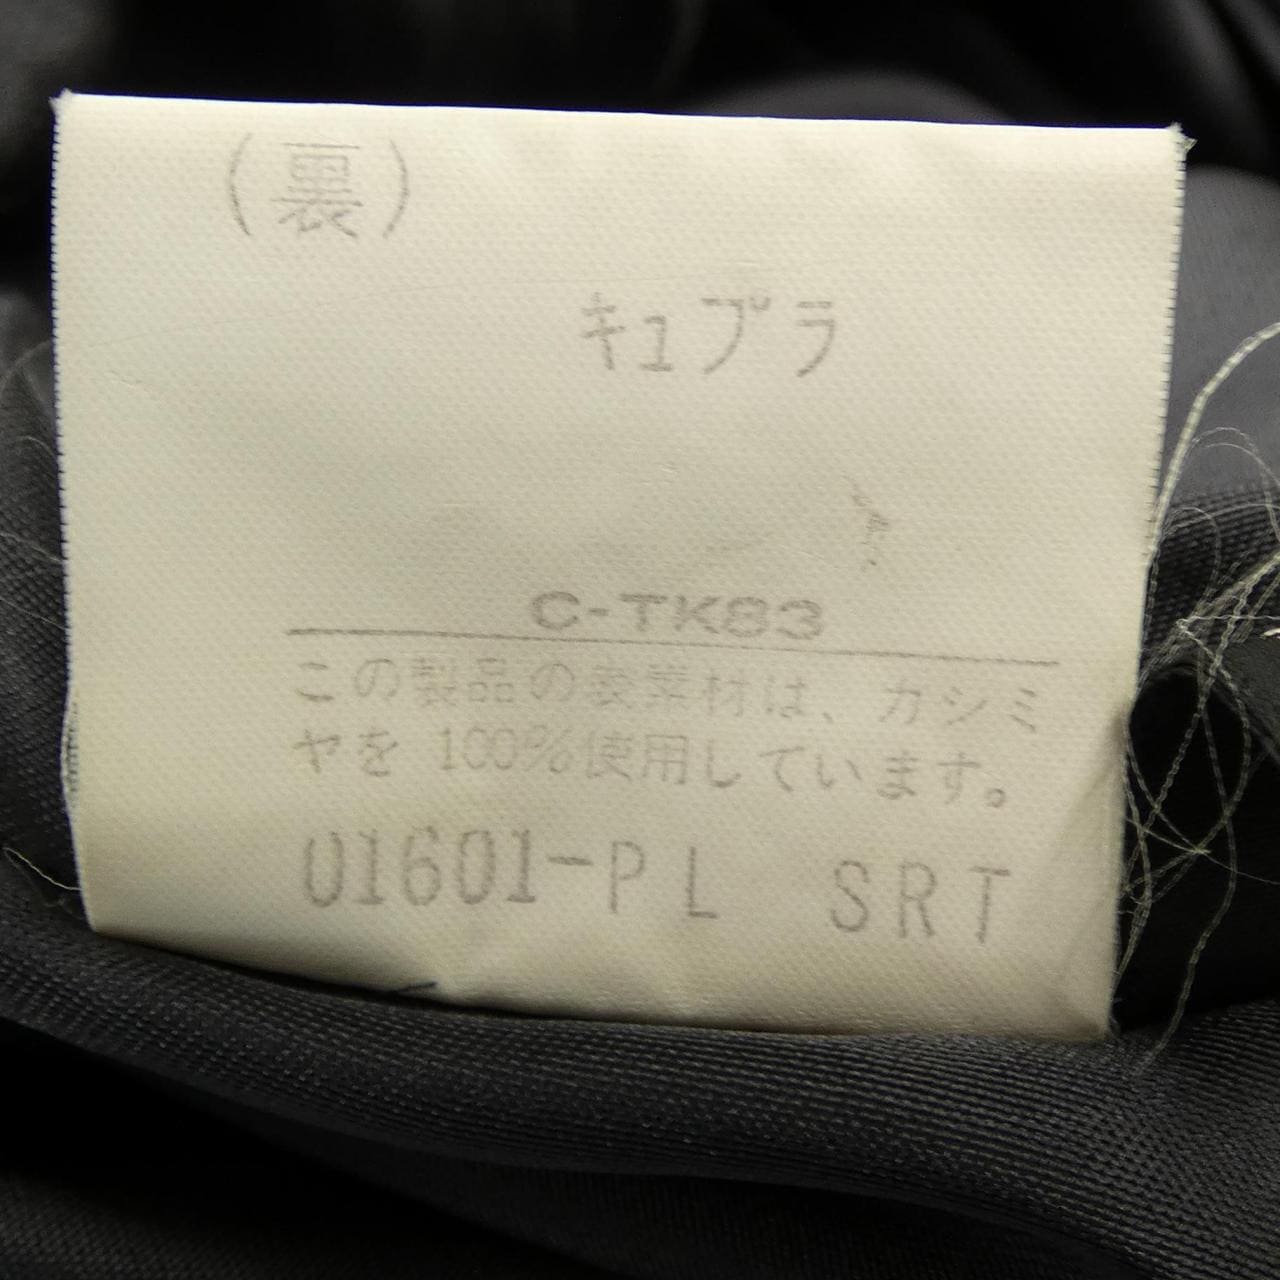 （裏）
キュプラ
C-TK83
この製品の表素材は、カシミ
ヤを 100%使用しています。
U1601-PL SRT